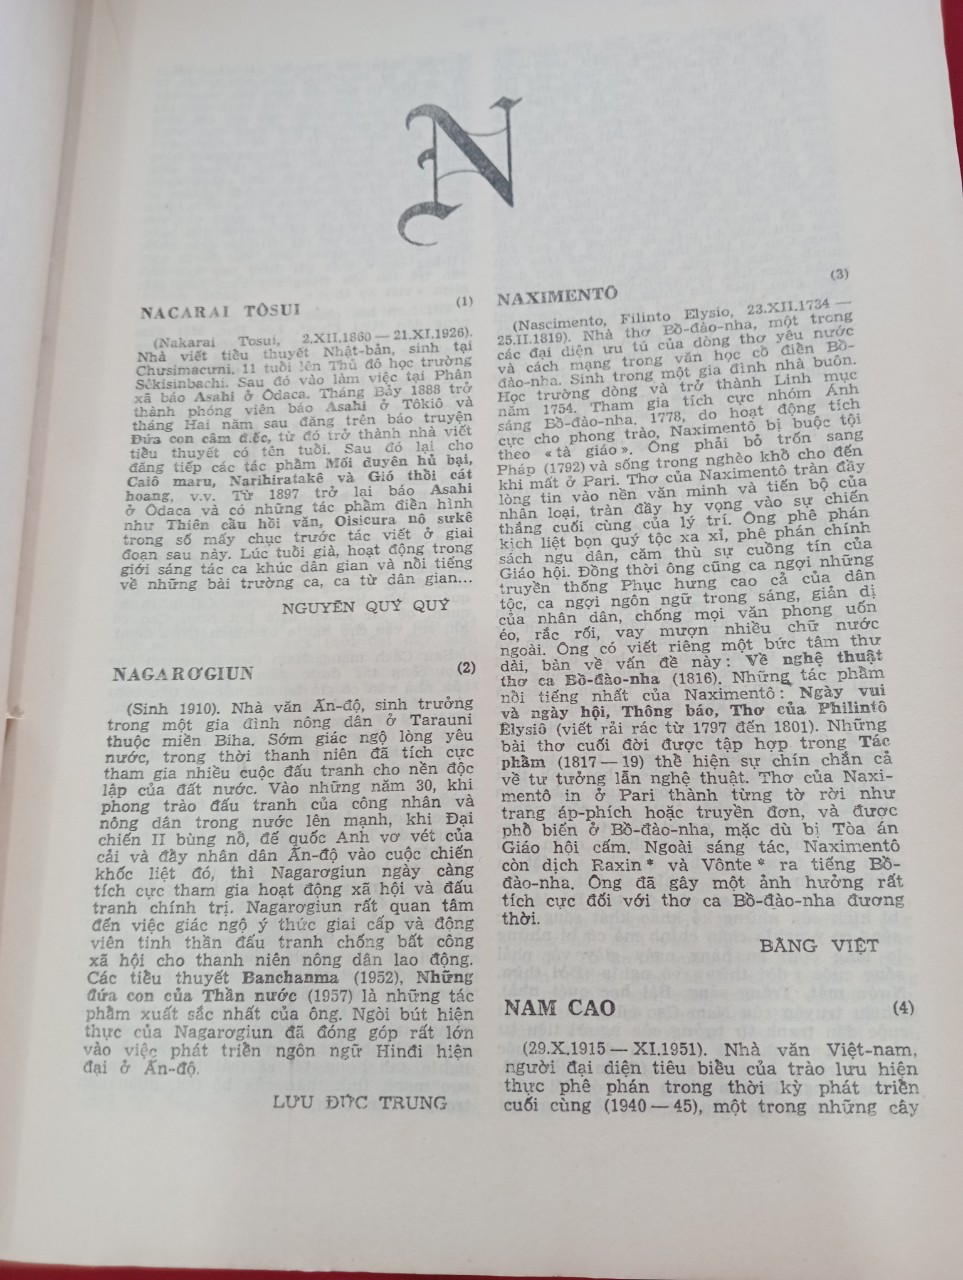 N
NACARAI TÔSUI (1)
(Nakarai Tosui, 2.XII.1860 — 21.XI.1926).
Nhà viết tiểu thuyết Nhật-bản, sinh tại
Chưsimacưni. 11 tuổi lên Thủ đô học trường
Sêkisinbachi. Sau đó vào làm việc tại Phân
xã báo Asahi ở Ôdaca. Tháng Bảy 1888 trở
thành phóng viên báo Asahi ở Tôkiô và
tháng Hai năm sau đăng trên báo truyện
Đứa con câm điếc, từ đó trở thành nhà viết
tiểu thuyết có tên tuổi. Sau đó lại cho
đăng tiếp các tác phẩm Mối duyên hủ bại,
Caiô maru, Narihiratakê và Gió thổi cát
hoang, v.v. Từ 1897 trở lại báo Asahi
ở Ôdaca và có những tác phẩm điển hình
như Thiên cầu hồi văn, Oisicura nô sưkê
trong số mấy chục trước tác viết ở giai
đoạn sau này. Lúc tuổi già, hoạt động trong
giới sáng tác ca khúc dân gian và nổi tiếng
về những bài trường ca, ca từ dân gian...
NGUYỄN QUÝ QUÝ
NAGARƠGIUN (2)
(Sinh 1910). Nhà văn Ấn-độ, sinh trưởng
trong một gia đình nông dân ở Tarauni
thuộc miền Biha. Sớm giác ngộ lòng yêu
nước, trong thời thanh niên đã tích cực
tham gia nhiều cuộc đấu tranh cho nền độc
lập của đất nước. Vào những năm 30, khi
phong trào đấu tranh của công nhân và
nông dân trong nước lên mạnh, khi Đại
chiến II bùng nổ, đế quốc Anh vơ vét của
cải và đẩy nhân dân Ấn-độ vào cuộc chiến
khốc liệt đó, thì Nagarơgiun ngày càng
tích cực tham gia hoạt động xã hội và đấu
tranh chính trị. Nagarơgiun rất quan tâm
đến việc giác ngộ ý thức giai cấp và động
viên tinh thần đấu tranh chống bất công
xã hội cho thanh niên nông dân lao động.
Các tiểu thuyết Banchanma (1952), Những
đứa con của Thần nước (1957) là những tác
phẩm xuất sắc nhất của ông. Ngòi bút hiện
thực của Nagarơgiun đã đóng góp rất lớn
vào việc phát triển ngôn ngữ Hinđi hiện
đại ở Ấn-độ.
LƯU ĐỨC TRUNG
NAXIMENTÔ (3)
(Nascimento, Filinto Elysio, 23.XII.1734 —
25.II.1819). Nhà thơ Bồ-đào-nha, một trong
các đại diện ưu tú của dòng thơ yêu nước
và cách mạng trong văn học cổ điển Bồ-
đào-nha. Sinh trong một gia đình nhà buôn.
Học trường dòng và trở thành Linh mục
năm 1754. Tham gia tích cực nhóm Ánh
sáng Bồ-đào-nha. 1778, do hoạt động tích
cực cho phong trào, Naximentô bị buộc tội
theo «tà giáo». Ông phải bỏ trốn sang
Pháp (1792) và sống trong nghèo khổ cho đến
khi mất ở Pari. Thơ của Naximentô tràn đầy
lòng tin vào nền văn minh và tiến bộ của
nhân loại, tràn đầy hy vọng vào sự chiến
thắng cuối cùng của lý trí. Ông phê phán
kịch liệt bọn quý tộc xa xỉ, phê phán chính
sách ngu dân, căm thù sự cuồng tín của
Giáo hội. Đồng thời ông cũng ca ngợi những
truyền thống Phục hưng cao cả của dân
tộc, ca ngợi ngôn ngữ trong sáng, giản dị
của nhân dân, chống mọi văn phong uốn
éo, rắc rối, vay mượn nhiều chữ nước
ngoài. Ông có viết riêng một bức tâm thư
dài, bàn về vấn đề này: Về nghệ thuật
thơ ca Bồ-đào-nha (1816). Những tác phẩm
nổi tiếng nhất của Naximentô: Ngày vui
và ngày hội, Thông báo, Thơ của Philintô
Êlysiô (viết rải rác từ 1797 đến 1801). Những
bài thơ cuối đời được tập hợp trong Tác
phẩm (1817 — 19) thể hiện sự chín chắn cả
về tư tưởng lẫn nghệ thuật. Thơ của Naxi-
mentô in ở Pari thành từng tờ rời như
trang áp-phích hoặc truyền đơn, và được
phổ biến ở Bồ-đào-nha, mặc dù bị Tòa án
Giáo hội cấm. Ngoài sáng tác, Naximentô
còn dịch Raxin* và Vônte* ra tiếng Bồ-
đào-nha. Ông đã gây một ảnh hưởng rất
tích cực đối với thơ ca Bồ-đào-nha đương
thời.
BẰNG VIỆT
NAM CAO (4)
(29.X.1915 — XI.1951). Nhà văn Việt-nam,
người đại diện tiêu biểu của trào lưu hiện
thực phê phán trong thời kỳ phát triển
cuối cùng (1940 — 45), một trong những cây